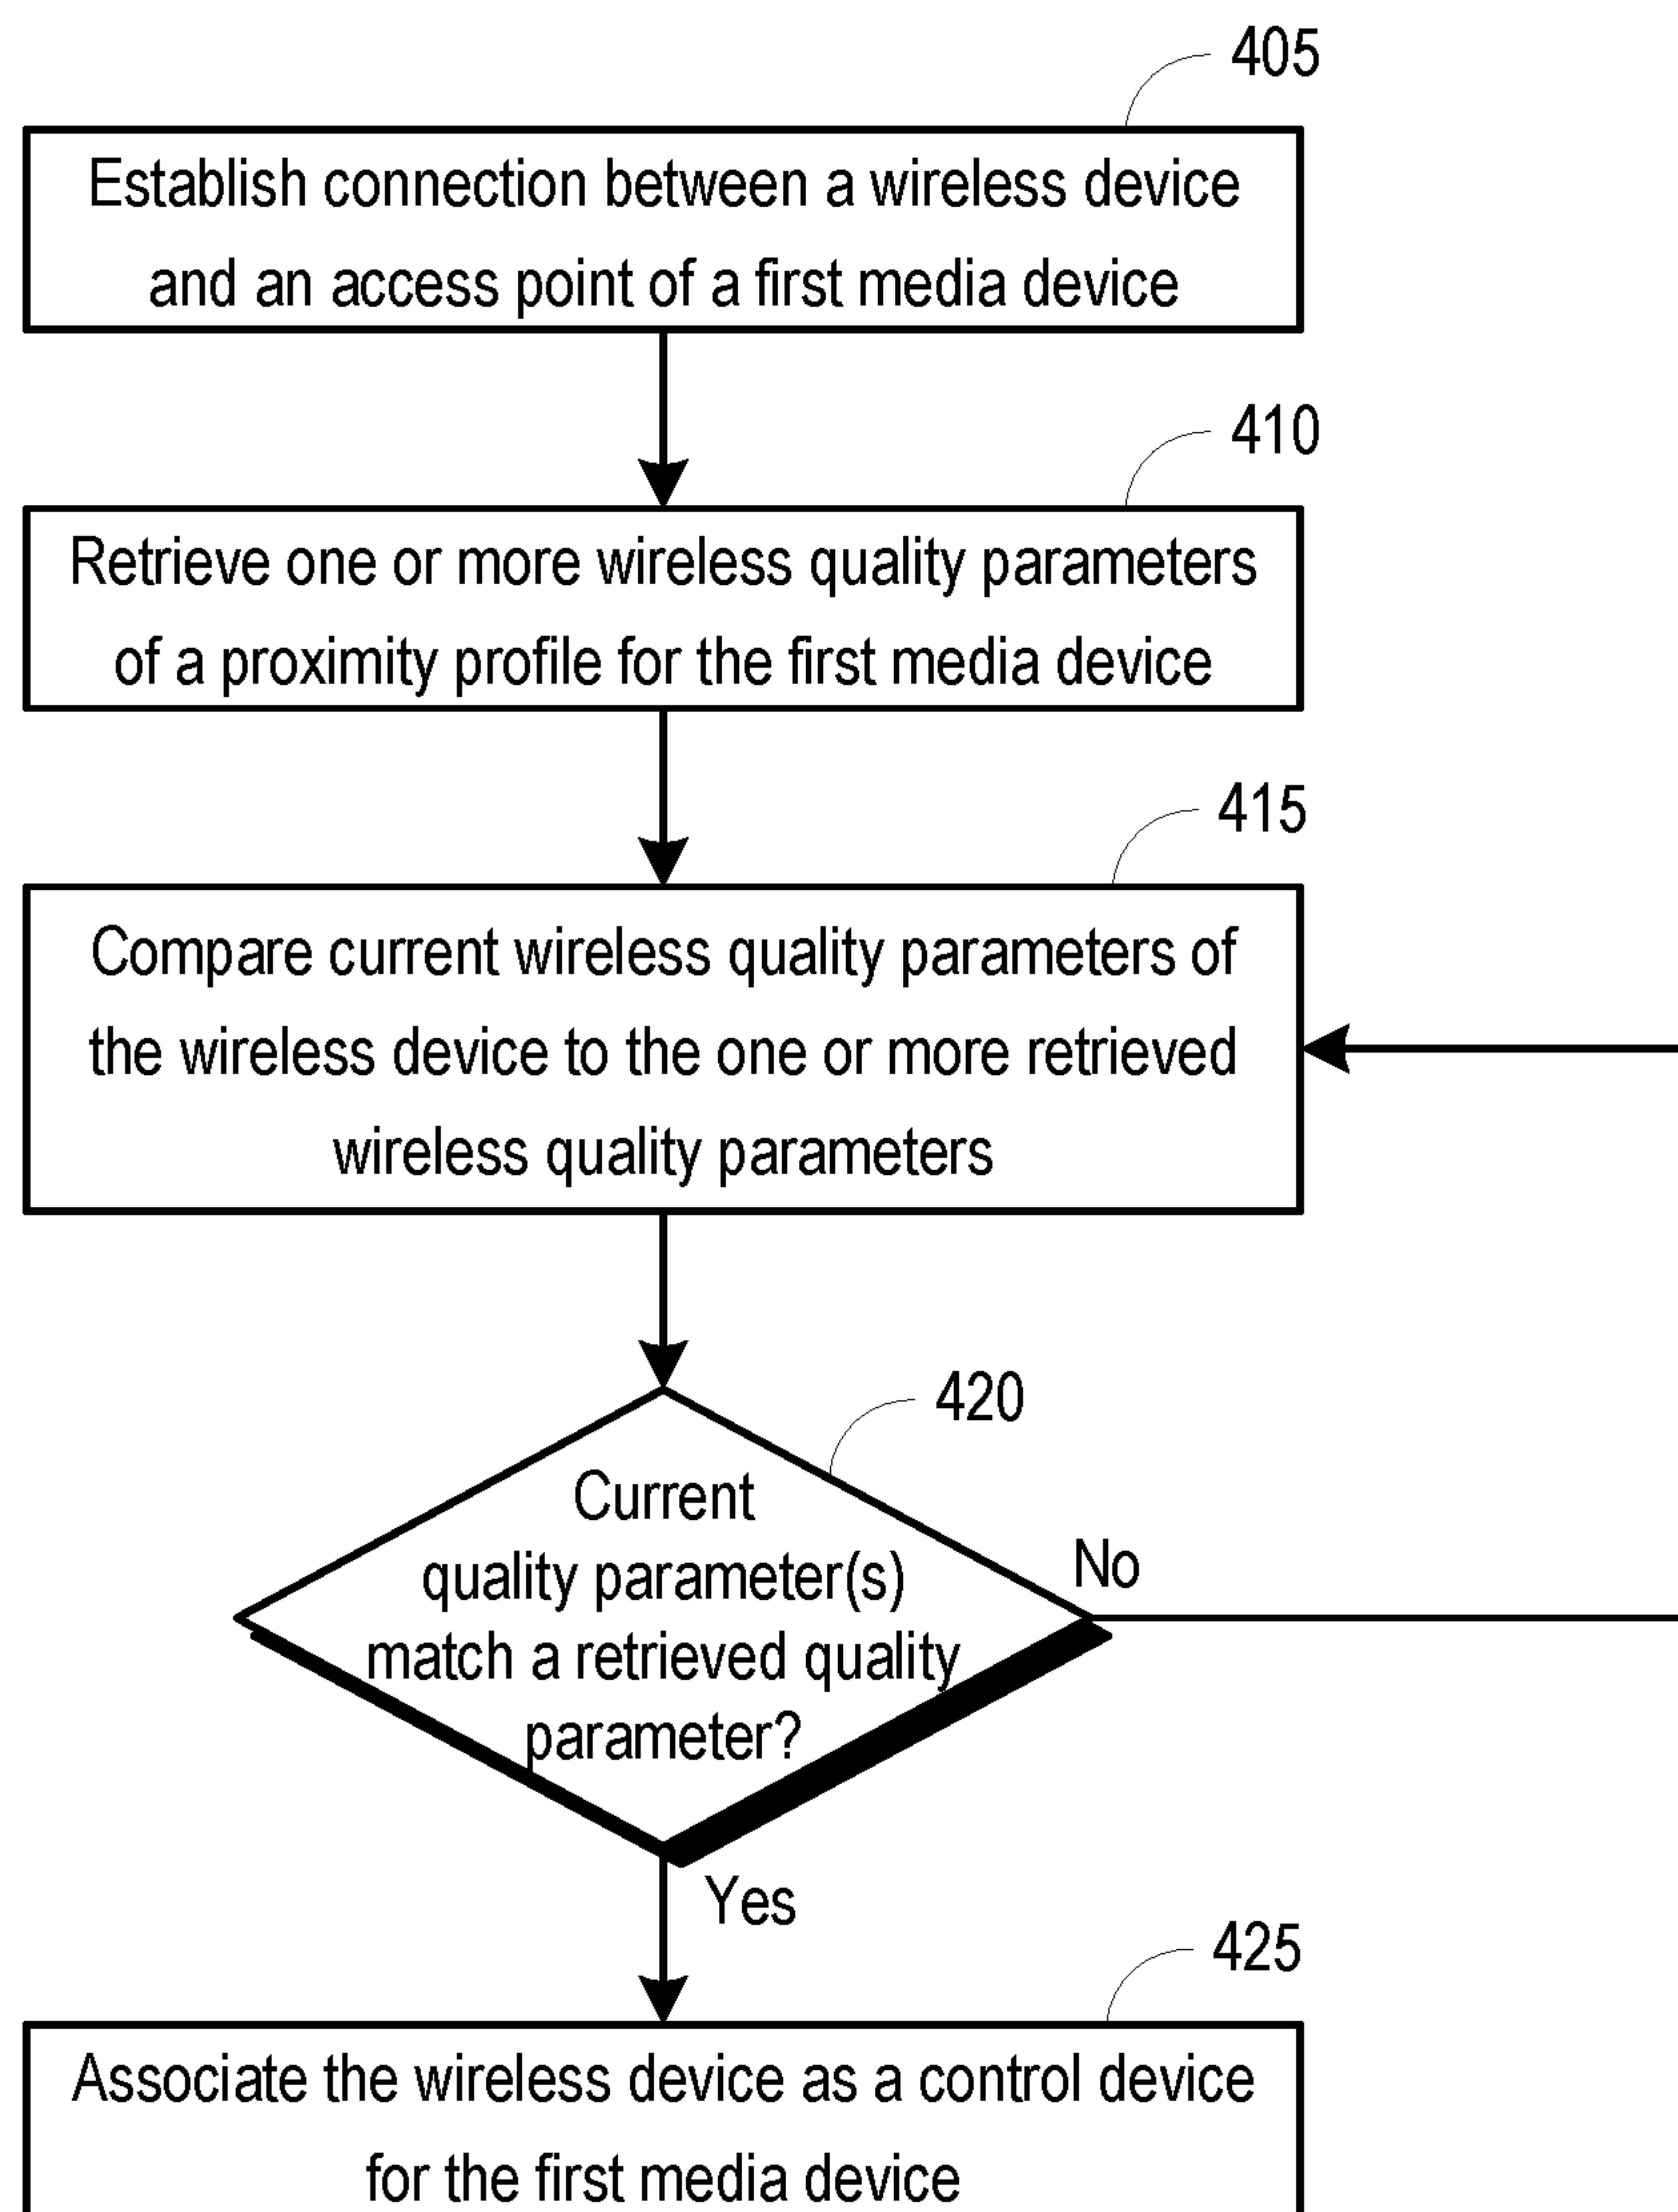 405
Establish connection between a wireless device
and an access point of a first media device
410
Retrieve one or more wireless quality parameters
of a proximity profile for the first media device
415
Compare current wireless quality parameters of
the wireless device to the one or more retrieved
wireless quality parameters
420
Current
quality parameter(s)
match a retrieved quality
parameter?
No
Yes
425
Associate the wireless device as a control device
for the first media device